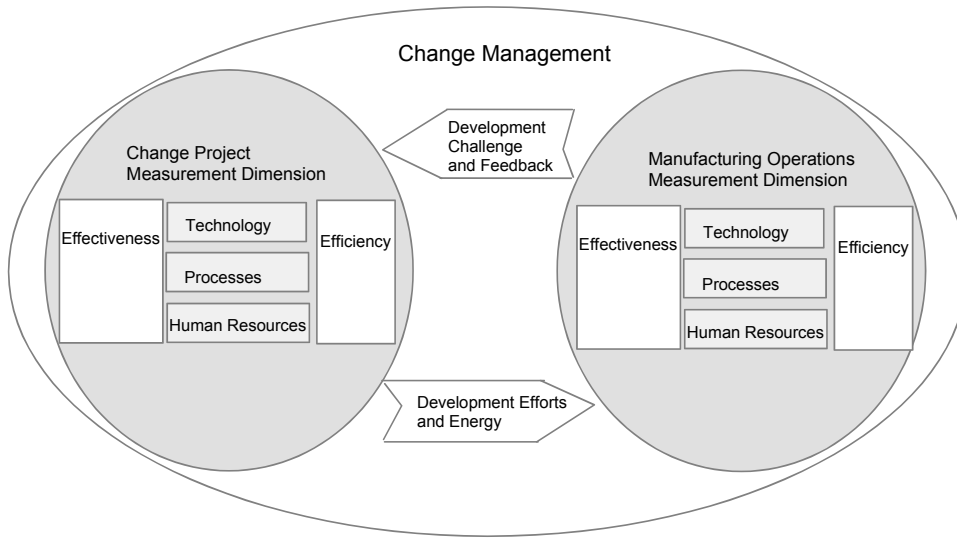 Change Management
Development
Challenge
and Feedback
Change Project
Measurement Dimension
Effectiveness
Technology
Processes
Human Resources
Efficiency
Manufacturing Operations
Measurement Dimension
Effectiveness
Technology
Processes
Human Resources
Efficiency
Development Efforts
and Energy